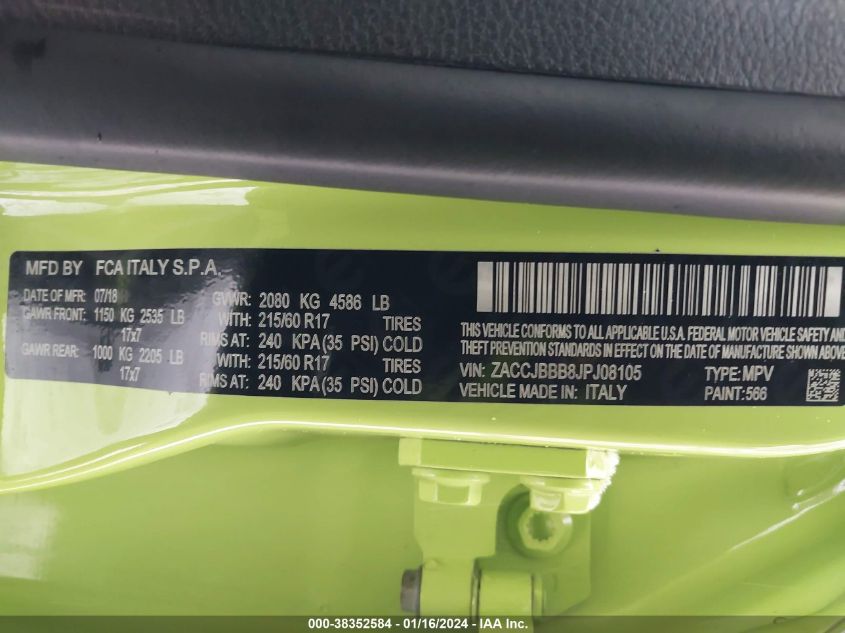 MFD BY FCA ITALY S.P.A.
DATE OF MFR: 07/18 GVWR: 2080 KG 4586 LB
GAWR FRONT: 1150 KG 2535 LB WITH: 215/60 R17 TIRES
17x7 RIMS AT: 240 KPA (35 PSI) COLD
GAWR REAR: 1000 KG 2205 LB WITH: 215/60 R17 TIRES
17x7 RIMS AT: 240 KPA (35 PSI) COLD
THIS VEHICLE CONFORMS TO ALL APPLICABLE U.S.A. FEDERAL MOTOR VEHICLE SAFETY AND
THEFT PREVENTION STANDARDS IN EFFECT ON THE DATE OF MANUFACTURE SHOWN ABOVE
VIN: ZACCJBBB8JPJ08105 TYPE: MPV
VEHICLE MADE IN: ITALY PAINT: 566
000-38352584 - 01/16/2024 - IAA Inc.